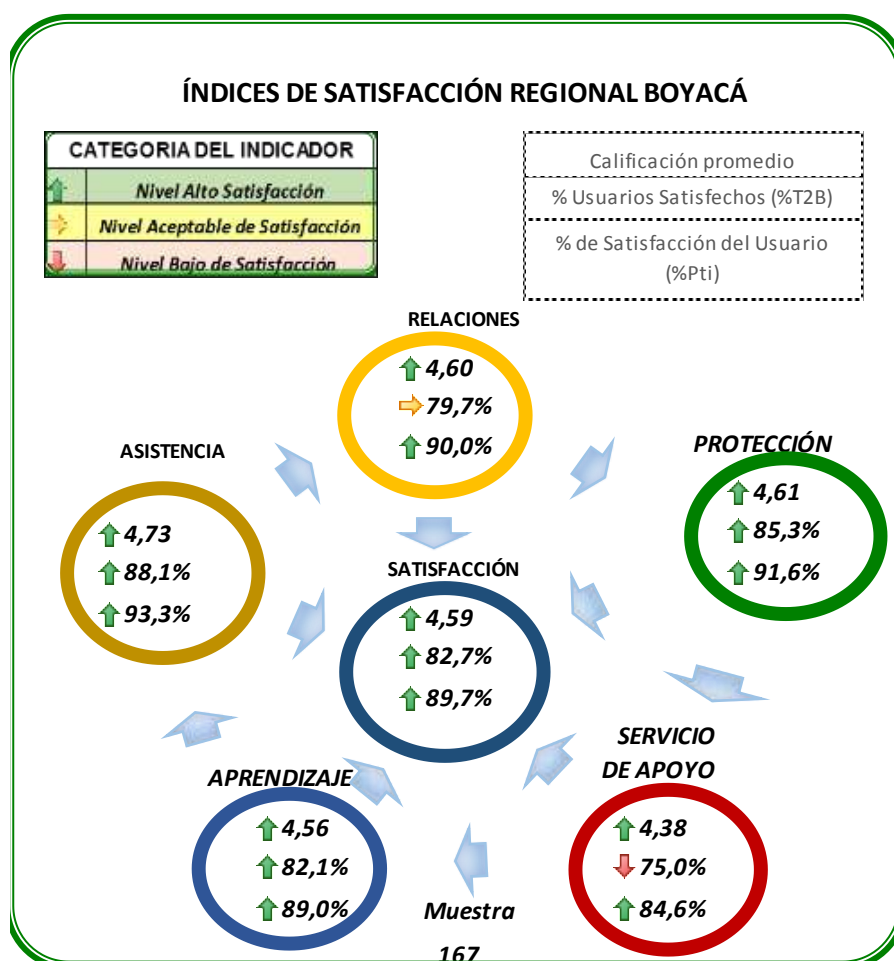 ÍNDICES DE SATISFACCIÓN REGIONAL BOYACÁ
CATEGORIA DEL INDICADOR
Nivel Alto Satisfacción
Nivel Aceptable de Satisfacción
Nivel Bajo de Satisfacción
Calificación promedio
% Usuarios Satisfechos (%T2B)
% de Satisfacción del Usuario
(%Pti)
RELACIONES
4,60
79,7%
90,0%
ASISTENCIA
4,73
88,1%
93,3%
PROTECCIÓN
4,61
85,3%
91,6%
SATISFACCIÓN
4,59
82,7%
89,7%
APRENDIZAJE
4,56
82,1%
89,0%
SERVICIO
DE APOYO
4,38
75,0%
84,6%
Muestra
167